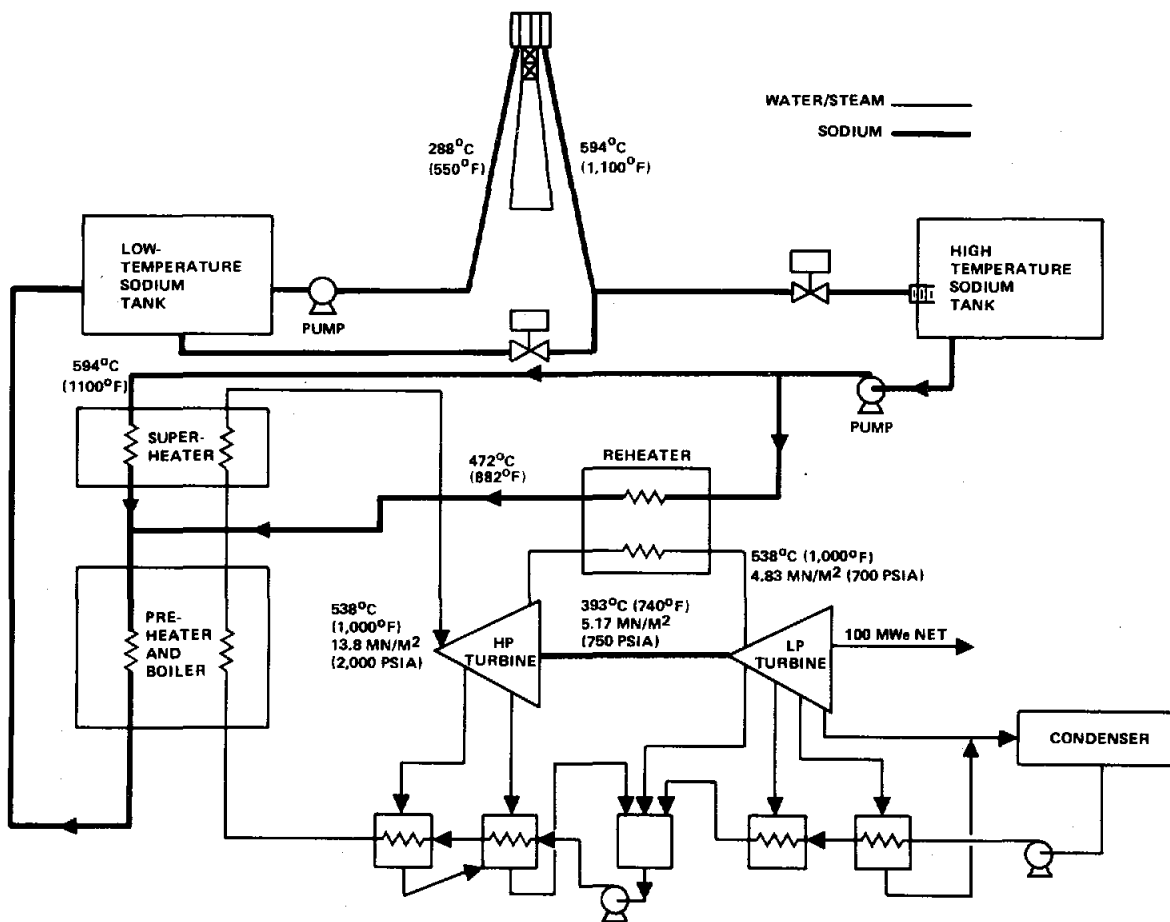 WATER/STEAM
SODIUM
288°C
(550°F)
594°C
(1,100°F)
LOW-
TEMPERATURE
SODIUM
TANK
PUMP
HIGH
TEMPERATURE
SODIUM
TANK
594°C
(1100°F)
PUMP
SUPER-
HEATER
472°C
(882°F)
REHEATER
538°C (1,000°F)
4.83 MN/M² (700 PSIA)
PRE-
HEATER
AND
BOILER
538°C
(1,000°F)
13.8 MN/M²
(2,000 PSIA)
393°C (740°F)
5.17 MN/M²
(750 PSIA)
HP
TURBINE
LP
TURBINE
100 MWe NET
CONDENSER